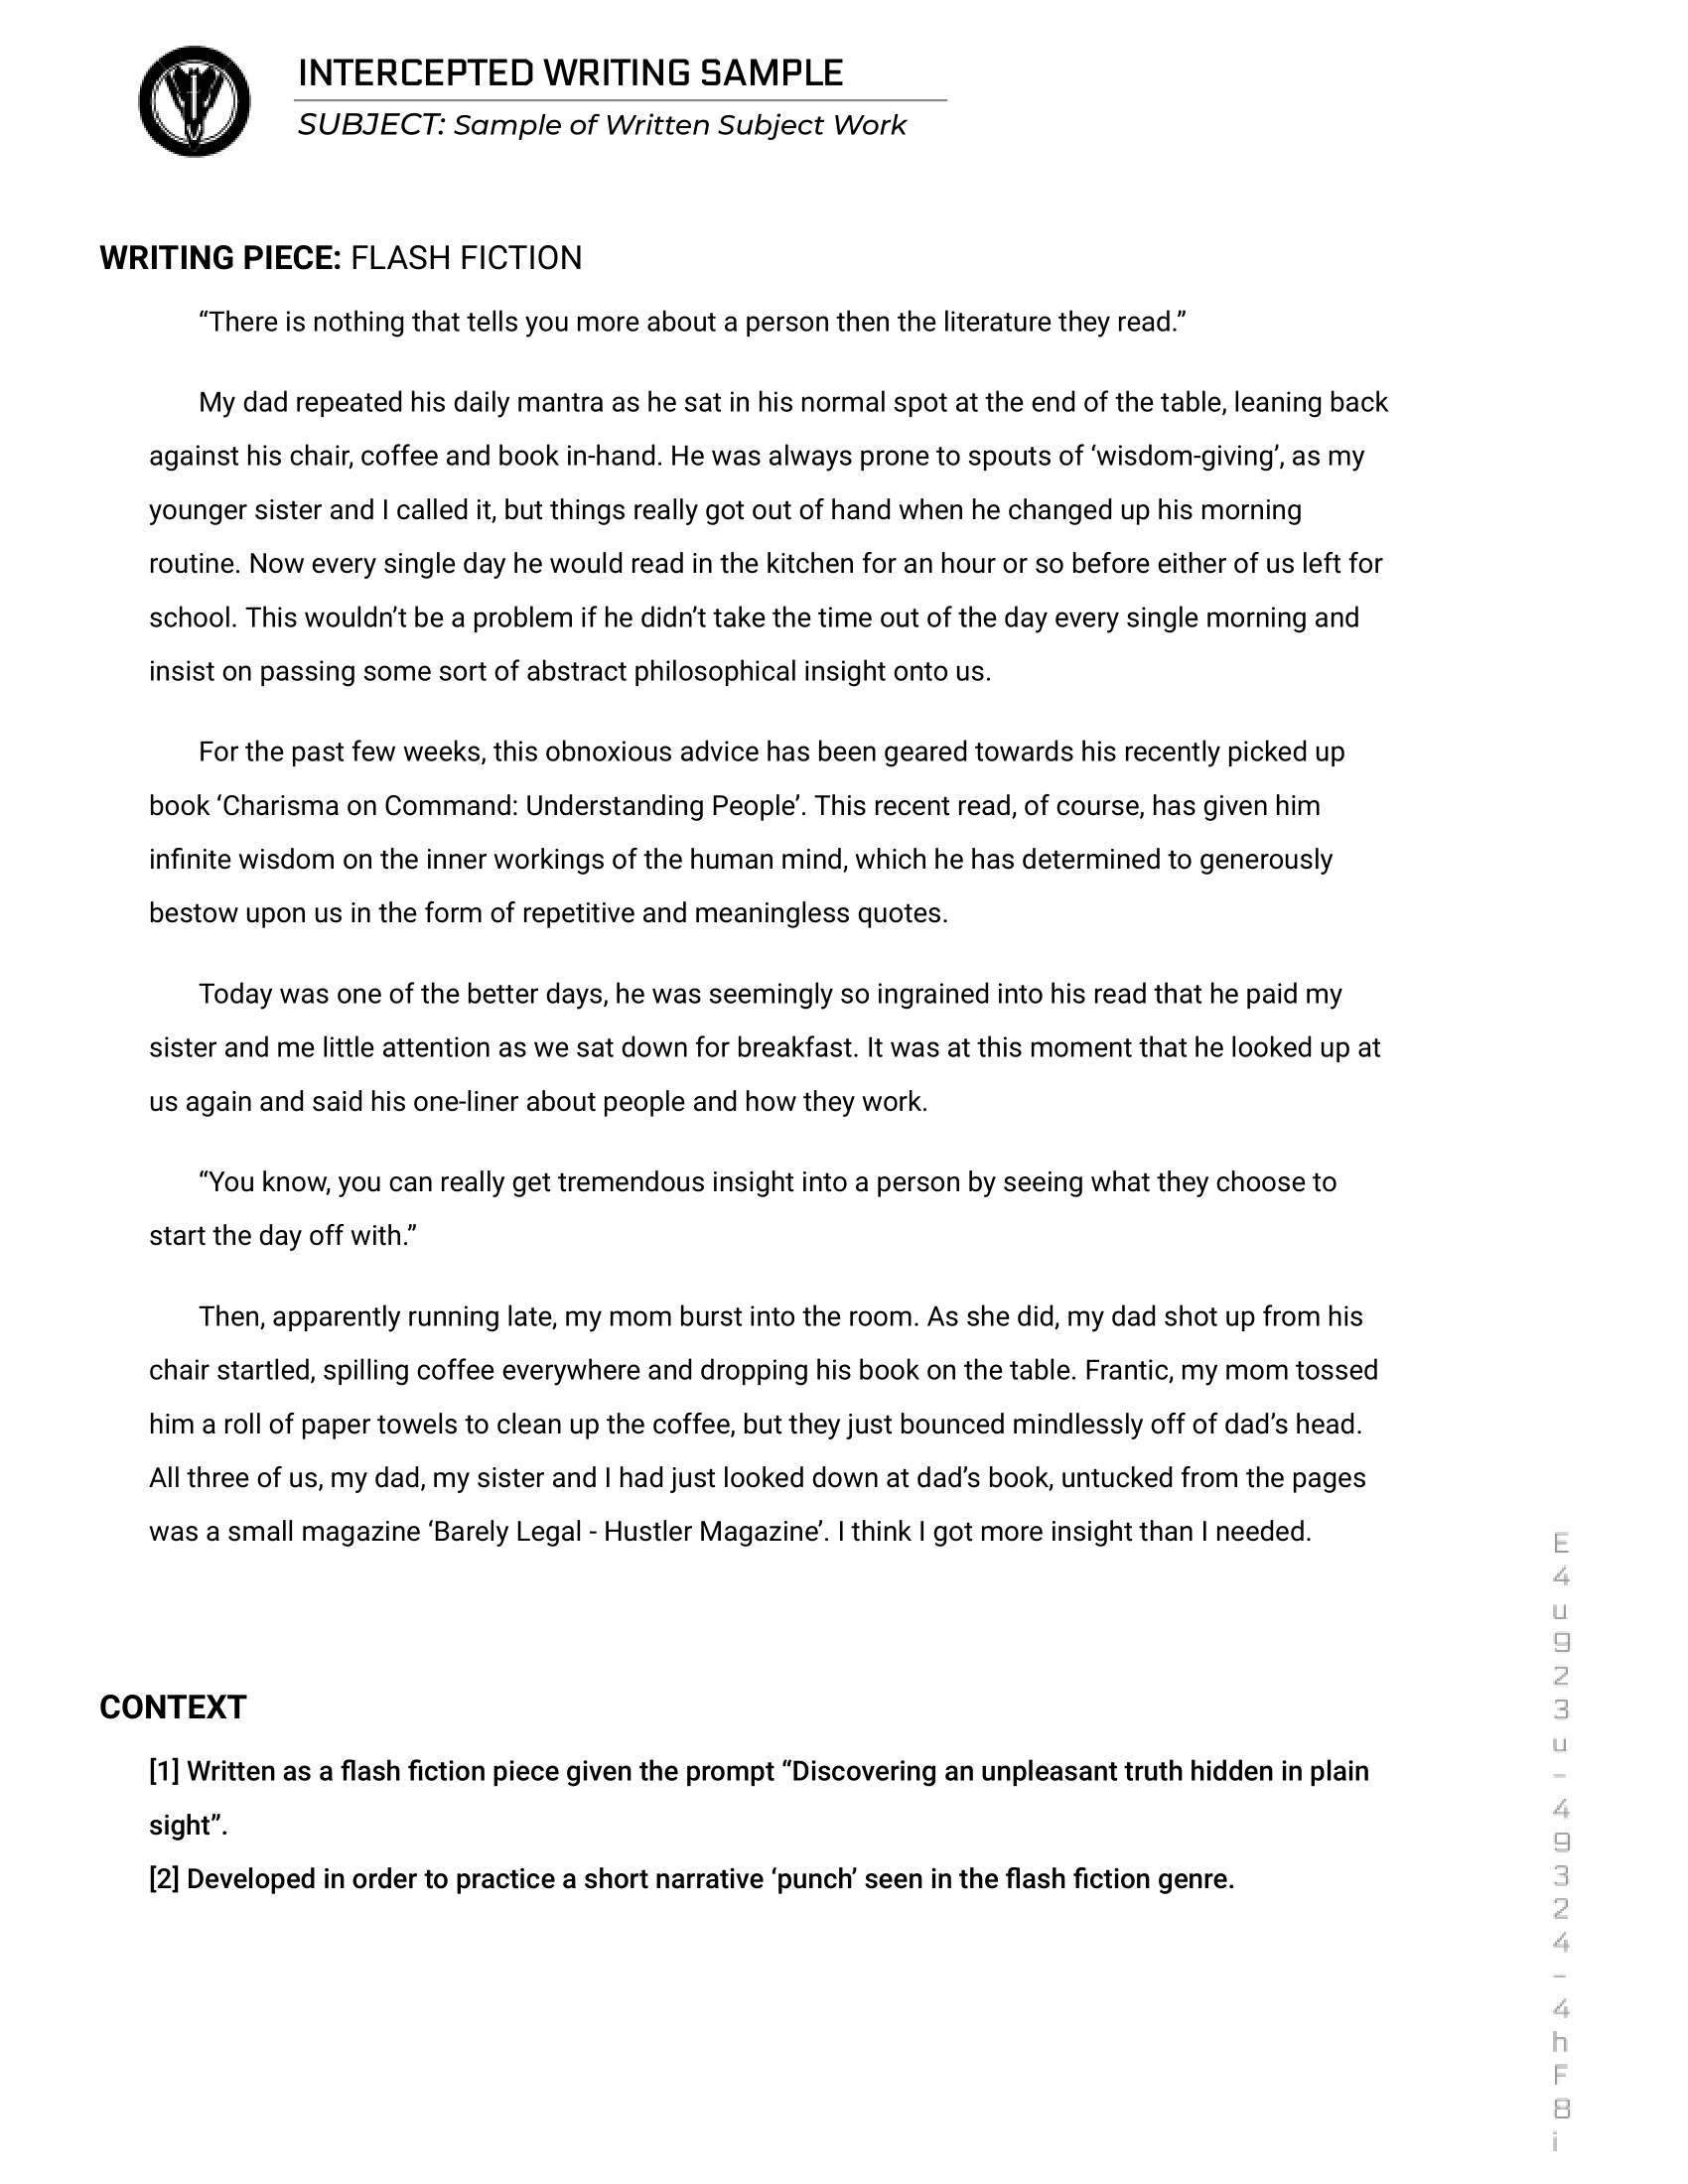 INTERCEPTED WRITING SAMPLE
SUBJECT: Sample of Written Subject Work
WRITING PIECE: FLASH FICTION
“There is nothing that tells you more about a person then the literature they read.”
My dad repeated his daily mantra as he sat in his normal spot at the end of the table, leaning back
against his chair, coffee and book in-hand. He was always prone to spouts of ‘wisdom-giving’, as my
younger sister and I called it, but things really got out of hand when he changed up his morning
routine. Now every single day he would read in the kitchen for an hour or so before either of us left for
school. This wouldn’t be a problem if he didn’t take the time out of the day every single morning and
insist on passing some sort of abstract philosophical insight onto us.
For the past few weeks, this obnoxious advice has been geared towards his recently picked up
book ‘Charisma on Command: Understanding People’. This recent read, of course, has given him
infinite wisdom on the inner workings of the human mind, which he has determined to generously
bestow upon us in the form of repetitive and meaningless quotes.
Today was one of the better days, he was seemingly so ingrained into his read that he paid my
sister and me little attention as we sat down for breakfast. It was at this moment that he looked up at
us again and said his one-liner about people and how they work.
“You know, you can really get tremendous insight into a person by seeing what they choose to
start the day off with.”
Then, apparently running late, my mom burst into the room. As she did, my dad shot up from his
chair startled, spilling coffee everywhere and dropping his book on the table. Frantic, my mom tossed
him a roll of paper towels to clean up the coffee, but they just bounced mindlessly off of dad’s head.
All three of us, my dad, my sister and I had just looked down at dad’s book, untucked from the pages
was a small magazine ‘Barely Legal - Hustler Magazine’. I think I got more insight than I needed.
CONTEXT
[1] Written as a flash fiction piece given the prompt “Discovering an unpleasant truth hidden in plain
sight”.
[2] Developed in order to practice a short narrative ‘punch’ seen in the flash fiction genre.
E
4
u
9
2
3
u
-
4
9
3
2
4
-
4
h
F
8
i